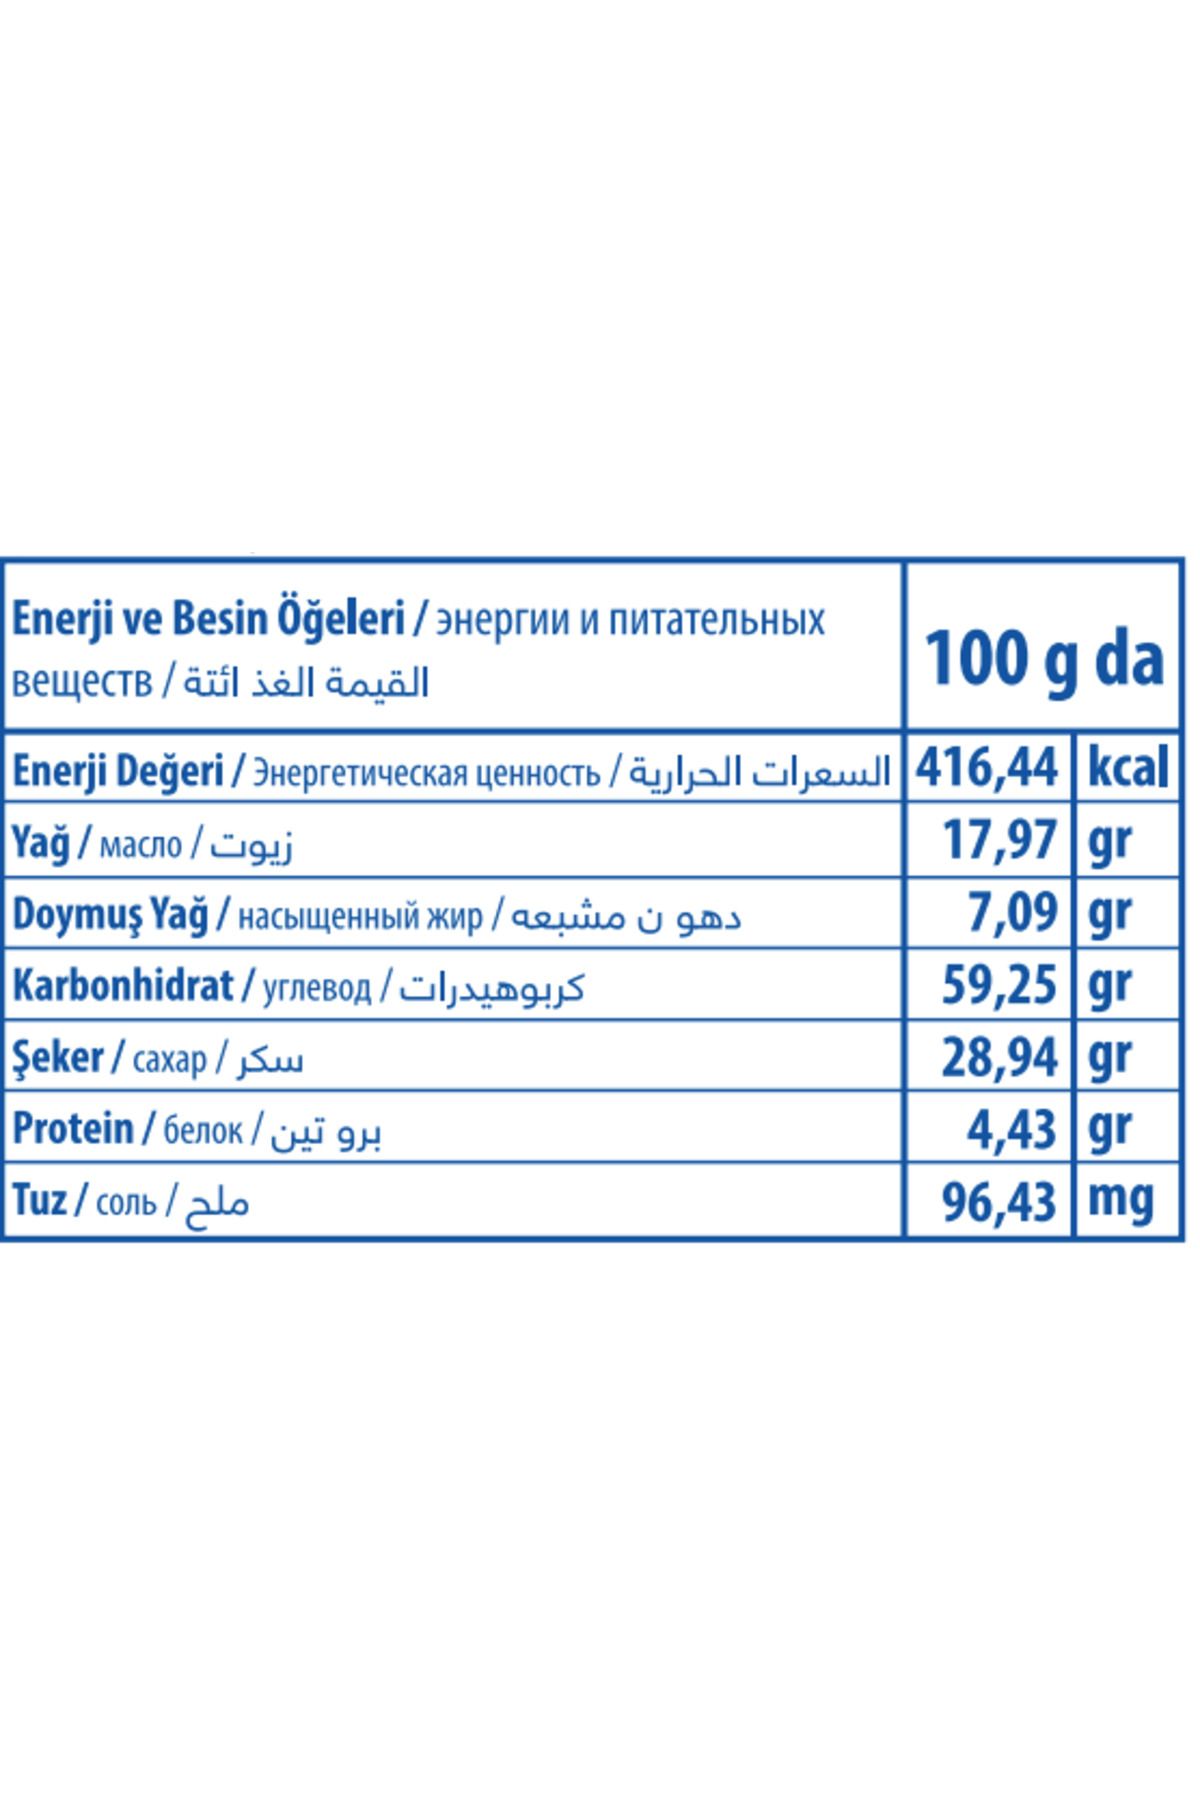 Enerji ve Besin Öğeleri / энергии и питательных
веществ / القيمة الغذ ائتة
100 g da
Enerji Değeri / Энергетическая ценность / السعرات الحرارية 416,44 kcal
Yağ / масло / زيوت 17,97 gr
Doymuş Yağ / насыщенный жир / دهو ن مشبعه 7,09 gr
Karbonhidrat / углевод / كربوهيدرات 59,25 gr
Şeker / сахар / سكر 28,94 gr
Protein / белок / برو تين 4,43 gr
Tuz / соль / ملح 96,43 mg